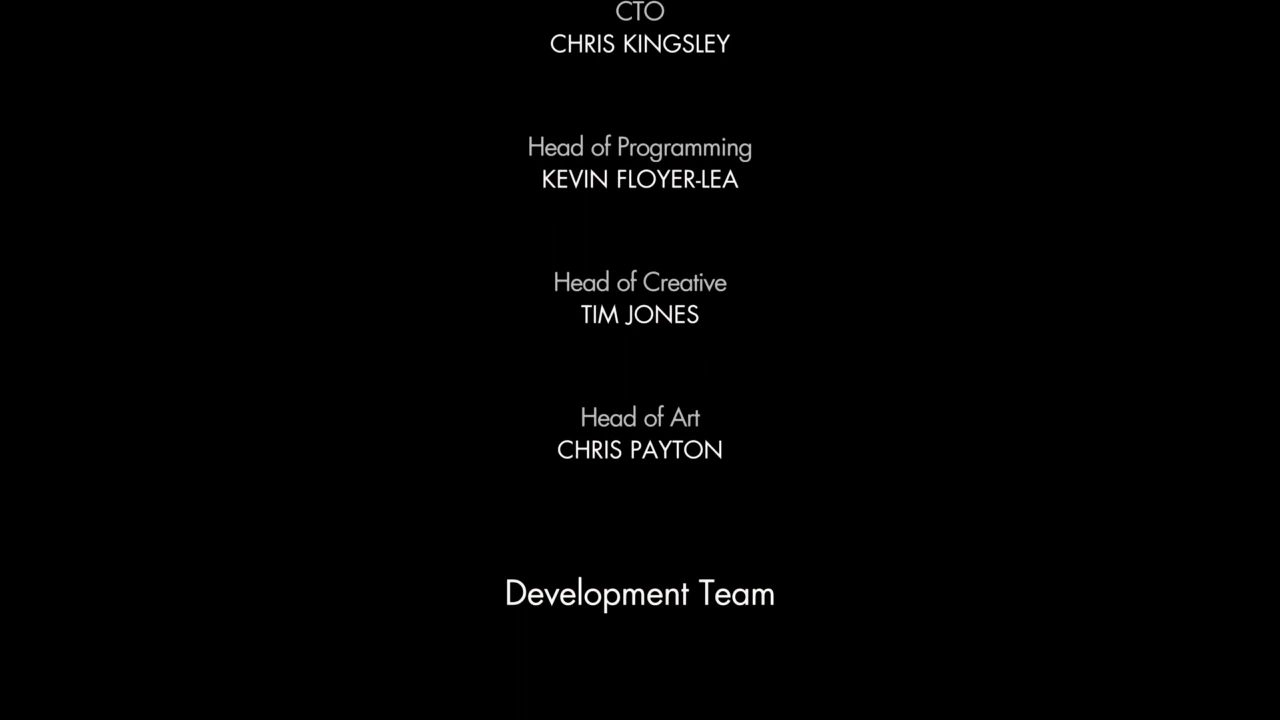 CTO
CHRIS KINGSLEY
Head of Programming
KEVIN FLOYER-LEA
Head of Creative
TIM JONES
Head of Art
CHRIS PAYTON
Development Team